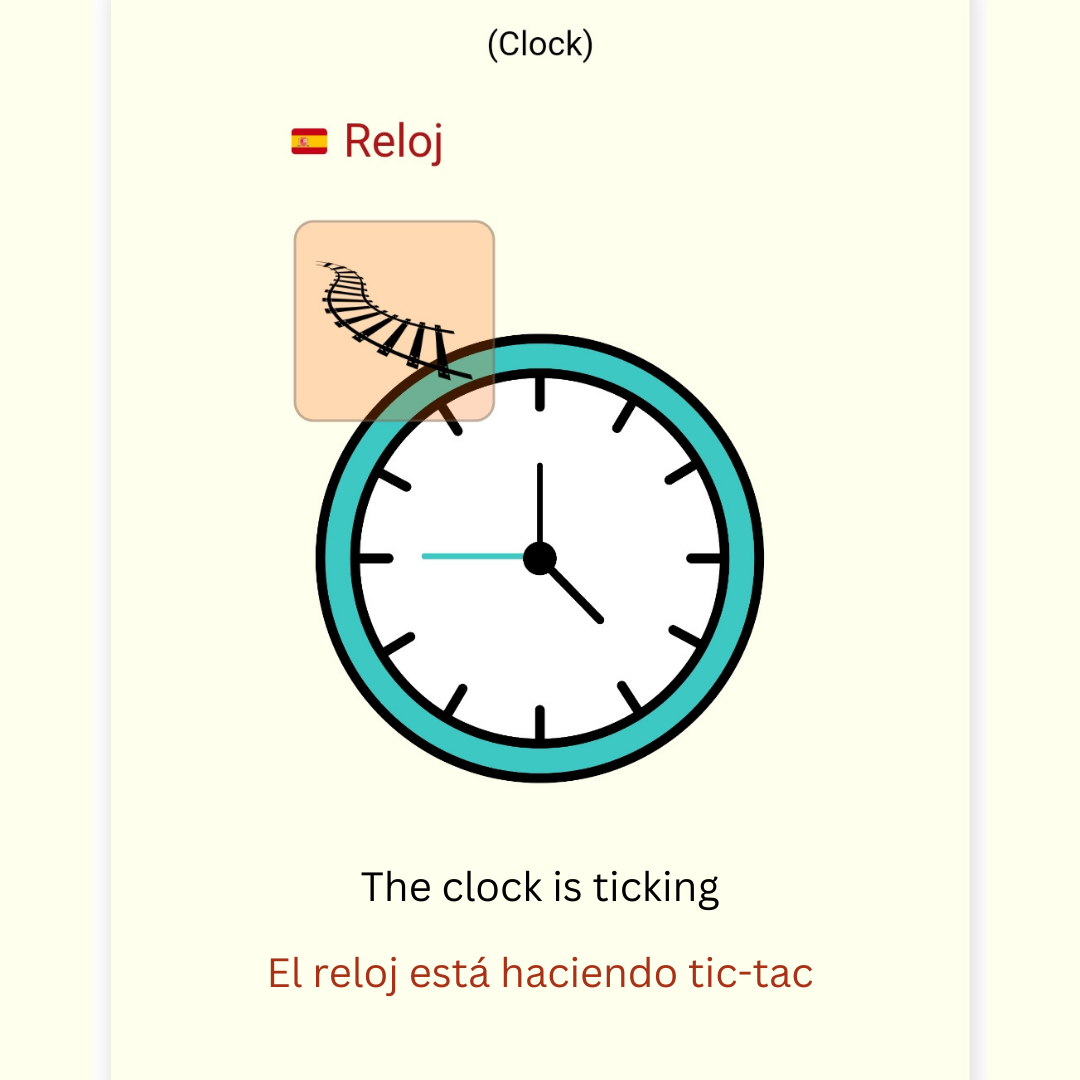 (Clock)
Reloj
The clock is ticking
El reloj está haciendo tic-tac